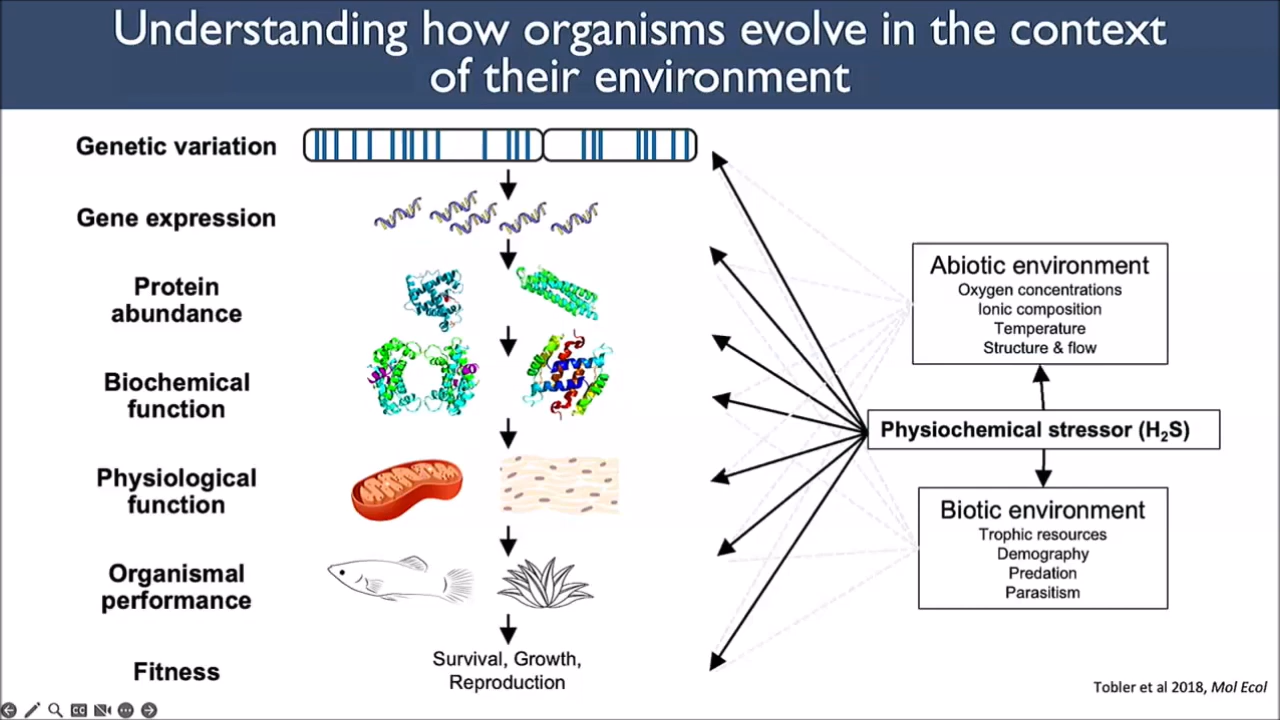 Understanding how organisms evolve in the context
of their environment
Genetic variation
Gene expression
Protein
abundance
Biochemical
function
Physiological
function
Organismal
performance
Fitness
Survival, Growth,
Reproduction
Abiotic environment
Oxygen concentrations
Ionic composition
Temperature
Structure & flow
Physiochemical stressor (H₂S)
Biotic environment
Trophic resources
Demography
Predation
Parasitism
Tobler et al 2018, Mol Ecol
CC